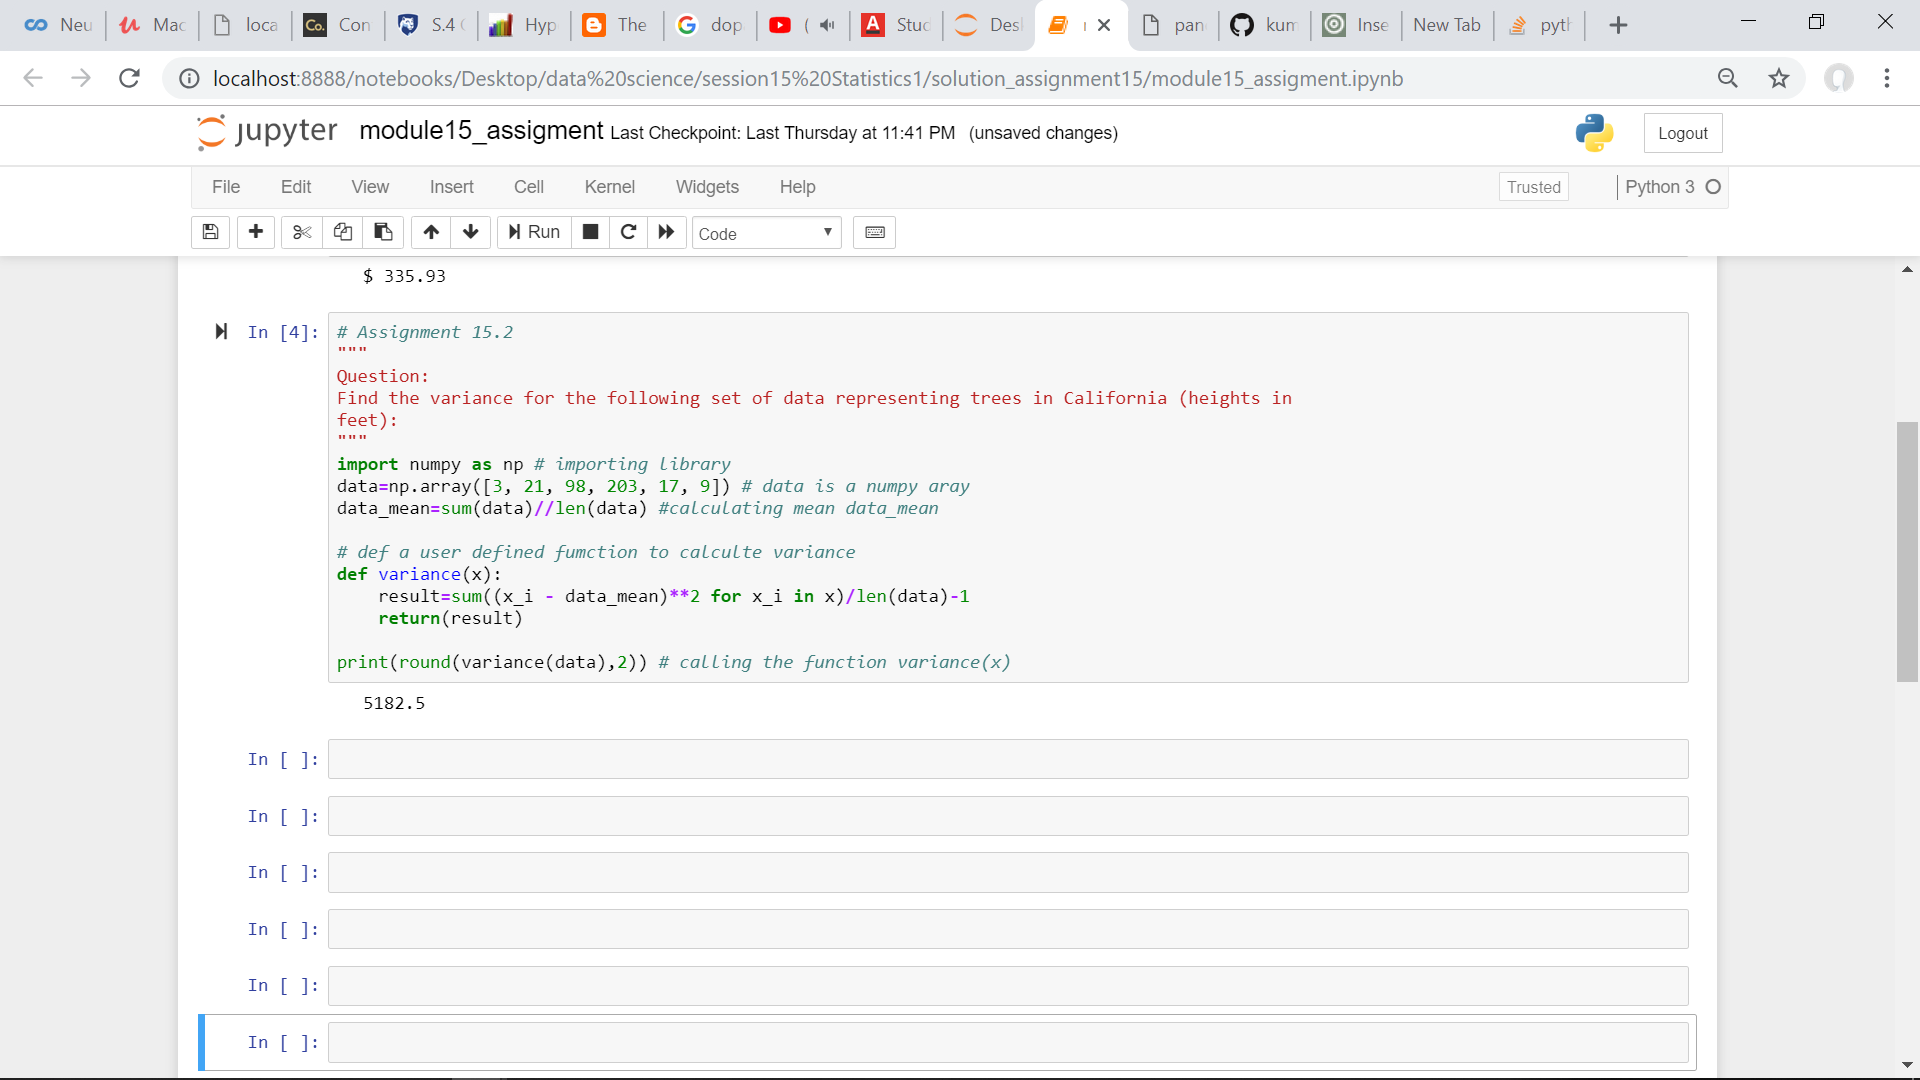 Neu Mac loca Con S.4 Hyp The dop ( Stud Des pan kum Inse New Tab pyth
localhost:8888/notebooks/Desktop/data%20science/session15%20Statistics1/solution_assignment15/module15_assigment.ipynb
jupyter module15_assigment Last Checkpoint: Last Thursday at 11:41 PM (unsaved changes) Logout
File Edit View Insert Cell Kernel Widgets Help Trusted Python 3
Run Code
$ 335.93
In [4]: # Assignment 15.2
"""
Question:
Find the variance for the following set of data representing trees in California (heights in
feet):
"""
import numpy as np # importing library
data=np.array([3, 21, 98, 203, 17, 9]) # data is a numpy aray
data_mean=sum(data)//len(data) #calculating mean data_mean
# def a user defined fumction to calculte variance
def variance(x):
result=sum((x_i - data_mean)**2 for x_i in x)/len(data)-1
return(result)
print(round(variance(data),2)) # calling the function variance(x)
5182.5
In [ ]:
In [ ]:
In [ ]:
In [ ]:
In [ ]:
In [ ]: